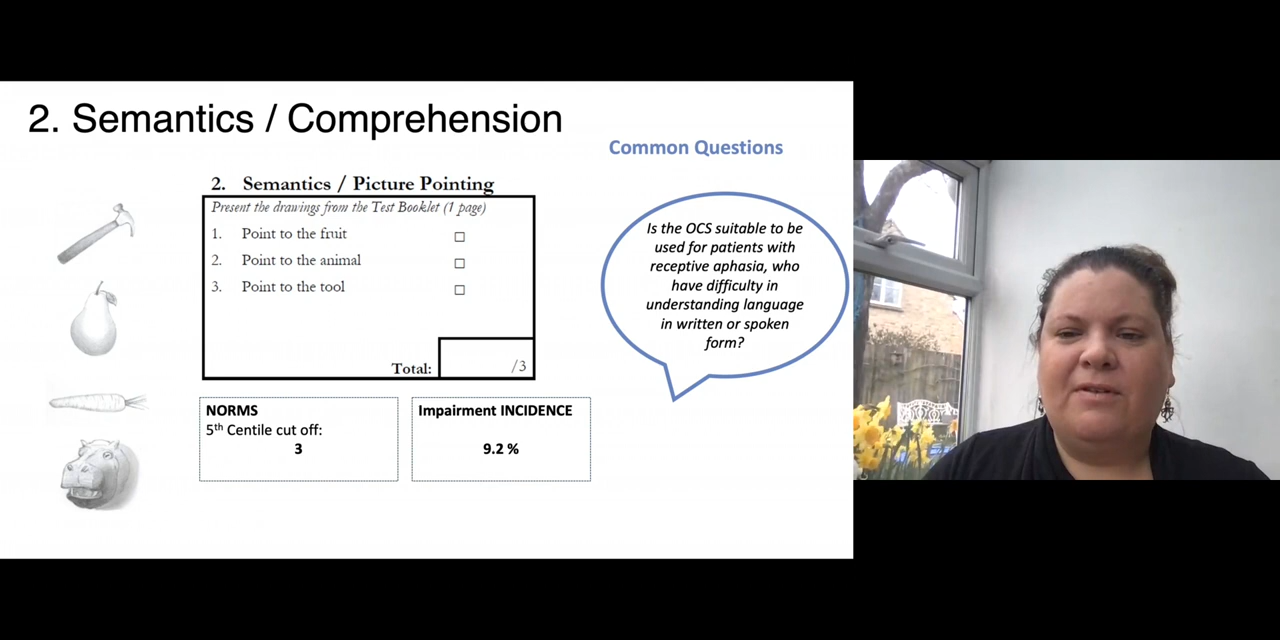 2. Semantics / Comprehension
Common Questions
2. Semantics / Picture Pointing
Present the drawings from the Test Booklet (1 page)
1. Point to the fruit
2. Point to the animal
3. Point to the tool
Total: /3
NORMS
5th Centile cut off:
3
Impairment INCIDENCE
9.2 %
Is the OCS suitable to be
used for patients with
receptive aphasia, who
have difficulty in
understanding language
in written or spoken
form?